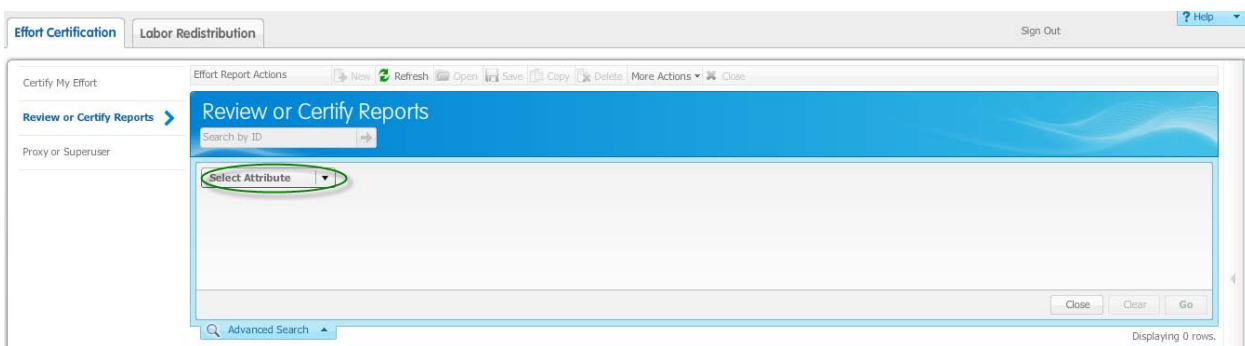 ? Help
Effort Certification
Labor Redistribution
Sign Out
Certify My Effort
Review or Certify Reports
Proxy or Superuser
Effort Report Actions New Refresh Open Save Copy Delete More Actions Close
Review or Certify Reports
Search by ID
Select Attribute
Close Clear Go
Advanced Search
Displaying 0 rows.